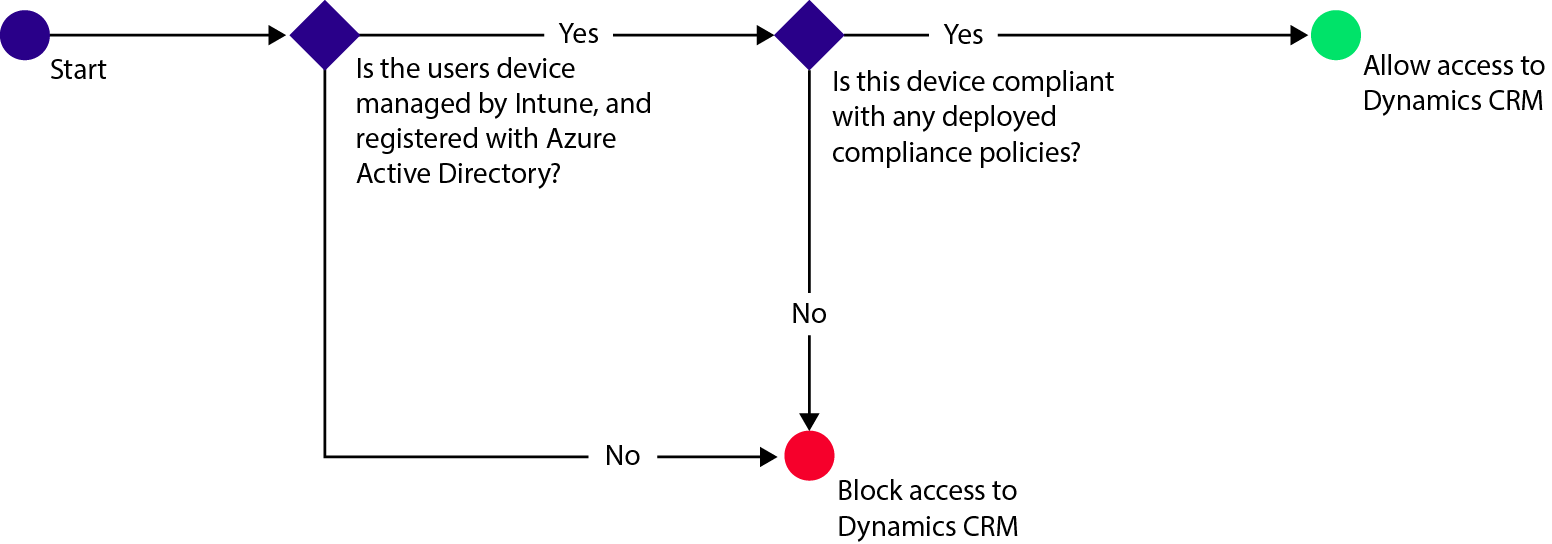 Start
Yes
Is the users device
managed by Intune, and
registered with Azure
Active Directory?
Yes
Is this device compliant
with any deployed
compliance policies?
Allow access to
Dynamics CRM
No
No
Block access to
Dynamics CRM